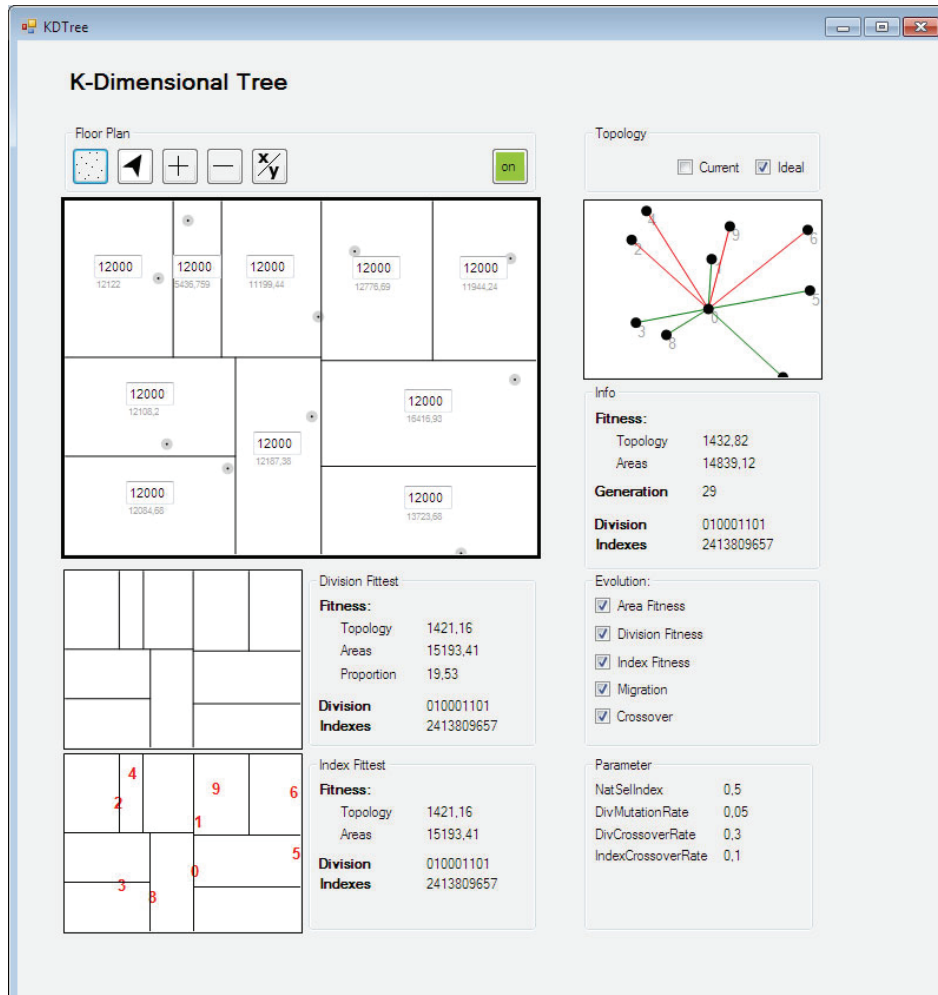 KDTree
K-Dimensional Tree
Floor Plan
x/y
on
Topology
Current
Ideal
12000
12000
12000
12000
12000
12122
5436,759
11199,44
12776,69
11944,24
12000
12108,2
12000
12187,38
12000
16416,93
12000
12084,68
12000
13723,68
4
2
9
6
1
5
0
3
8
Info
Fitness:
Topology 1432,82
Areas 14839,12
Generation 29
Division 010001101
Indexes 2413809657
Division Fittest
Fitness:
Topology 1421,16
Areas 15193,41
Proportion 19,53
Division 010001101
Indexes 2413809657
Evolution:
Area Fitness
Division Fitness
Index Fitness
Migration
Crossover
4
2
9
6
1
5
0
3
8
Index Fittest
Fitness:
Topology 1421,16
Areas 15193,41
Division 010001101
Indexes 2413809657
Parameter
NatSelIndex 0,5
DivMutationRate 0,05
DivCrossoverRate 0,3
IndexCrossoverRate 0,1